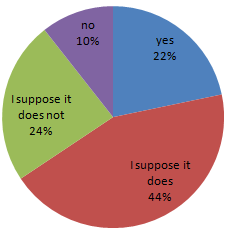 no
10%
yes
22%
I suppose it
does not
24%
I suppose it
does
44%